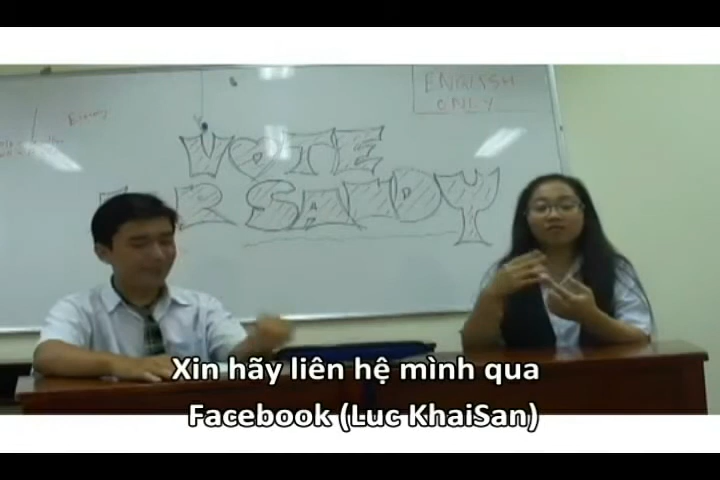 ENGLISH
ONLY
VOTE
SANDY
Xin hãy liên hệ mình qua
Facebook (Luc KhaiSan)